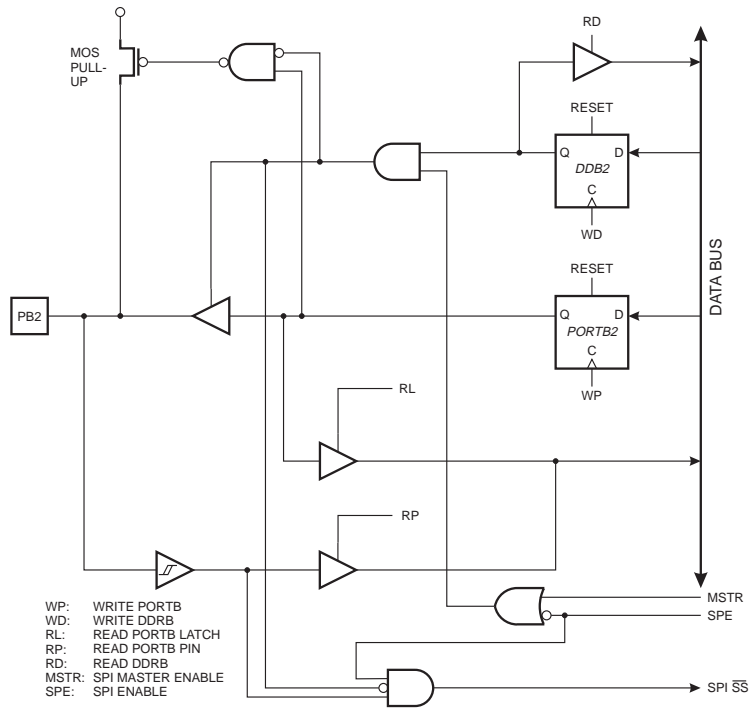 RD
MOS
PULL-
UP
RESET
Q D
DDB2
C
WD
RESET
DATA BUS
PB2
Q D
PORTB2
C
WP
RL
RP
WP: WRITE PORTB
WD: WRITE DDRB
RL: READ PORTB LATCH
RP: READ PORTB PIN
RD: READ DDRB
MSTR: SPI MASTER ENABLE
SPE: SPI ENABLE
MSTR
SPE
SPI S̅S̅